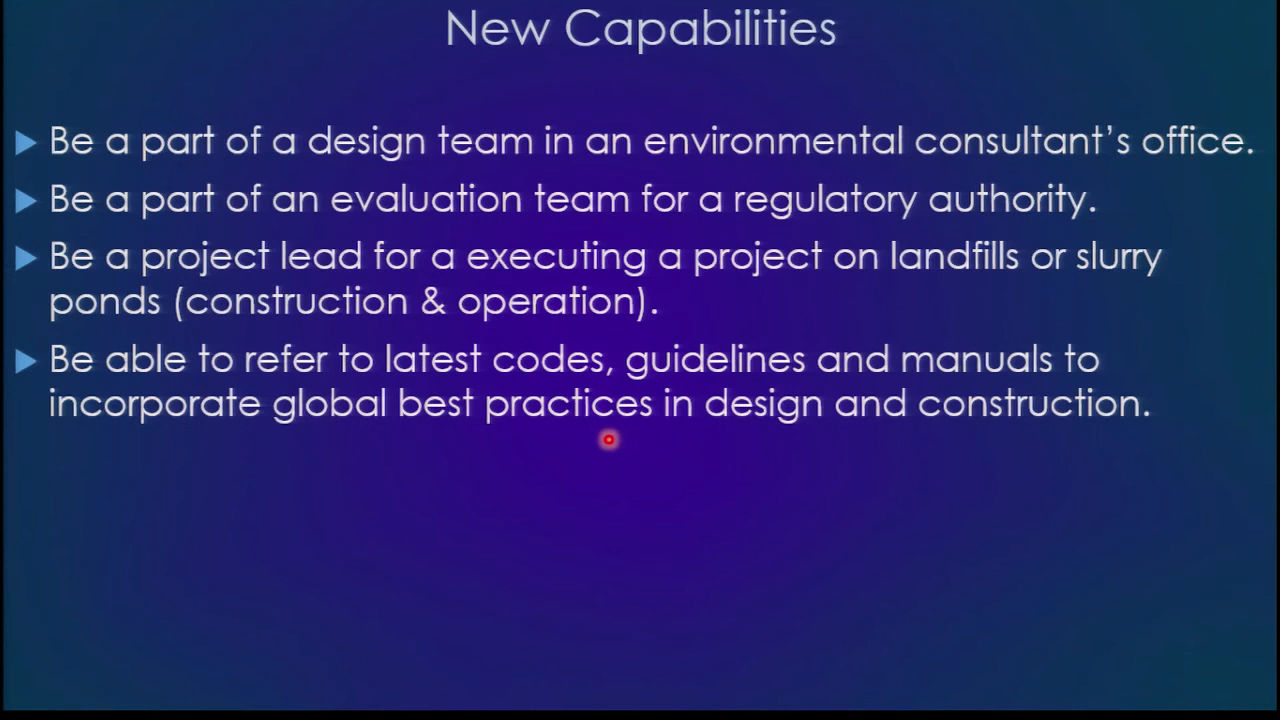 New Capabilities
Be a part of a design team in an environmental consultant’s office.
Be a part of an evaluation team for a regulatory authority.
Be a project lead for a executing a project on landfills or slurry
ponds (construction & operation).
Be able to refer to latest codes, guidelines and manuals to
incorporate global best practices in design and construction.